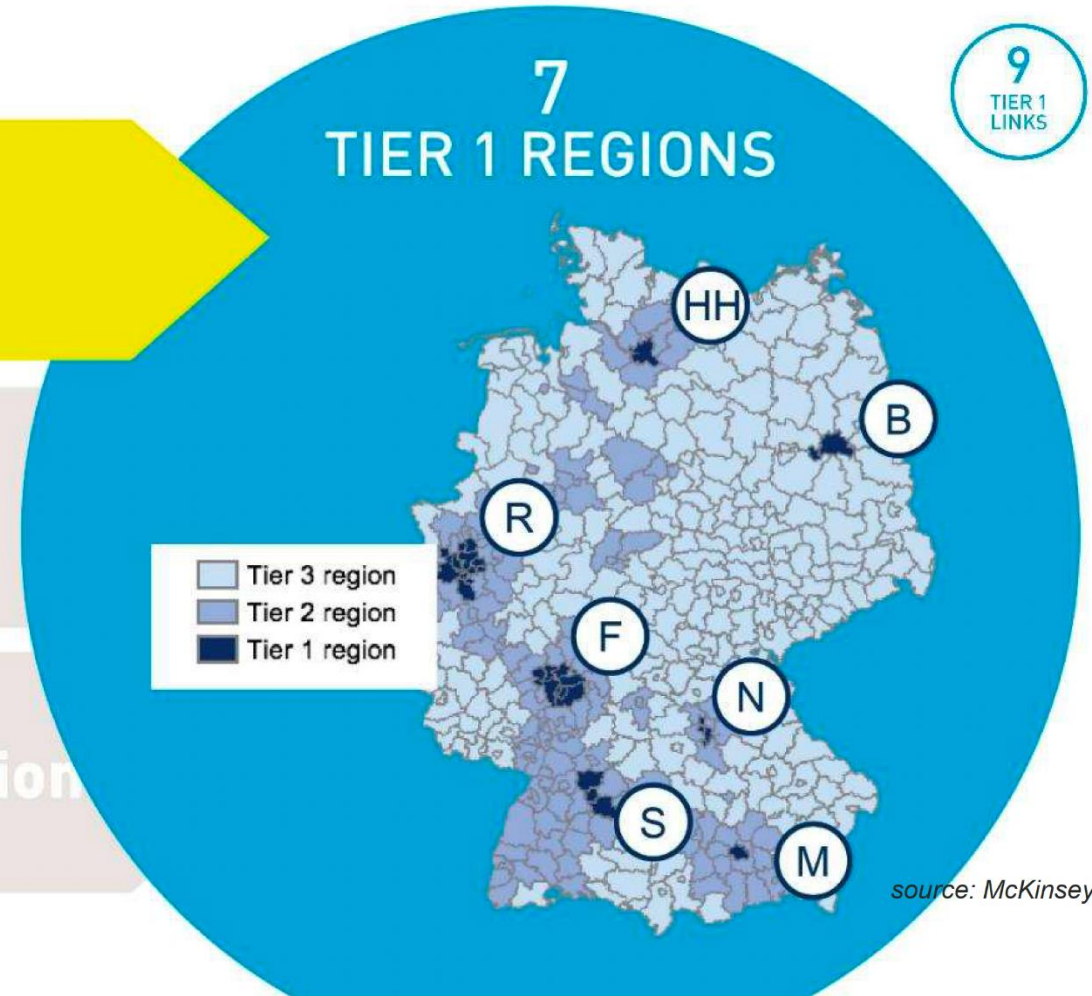 7
TIER 1 REGIONS
9
TIER 1
LINKS
HH
B
R
Tier 3 region
Tier 2 region
Tier 1 region
F
N
ion
S
M
source: McKinsey